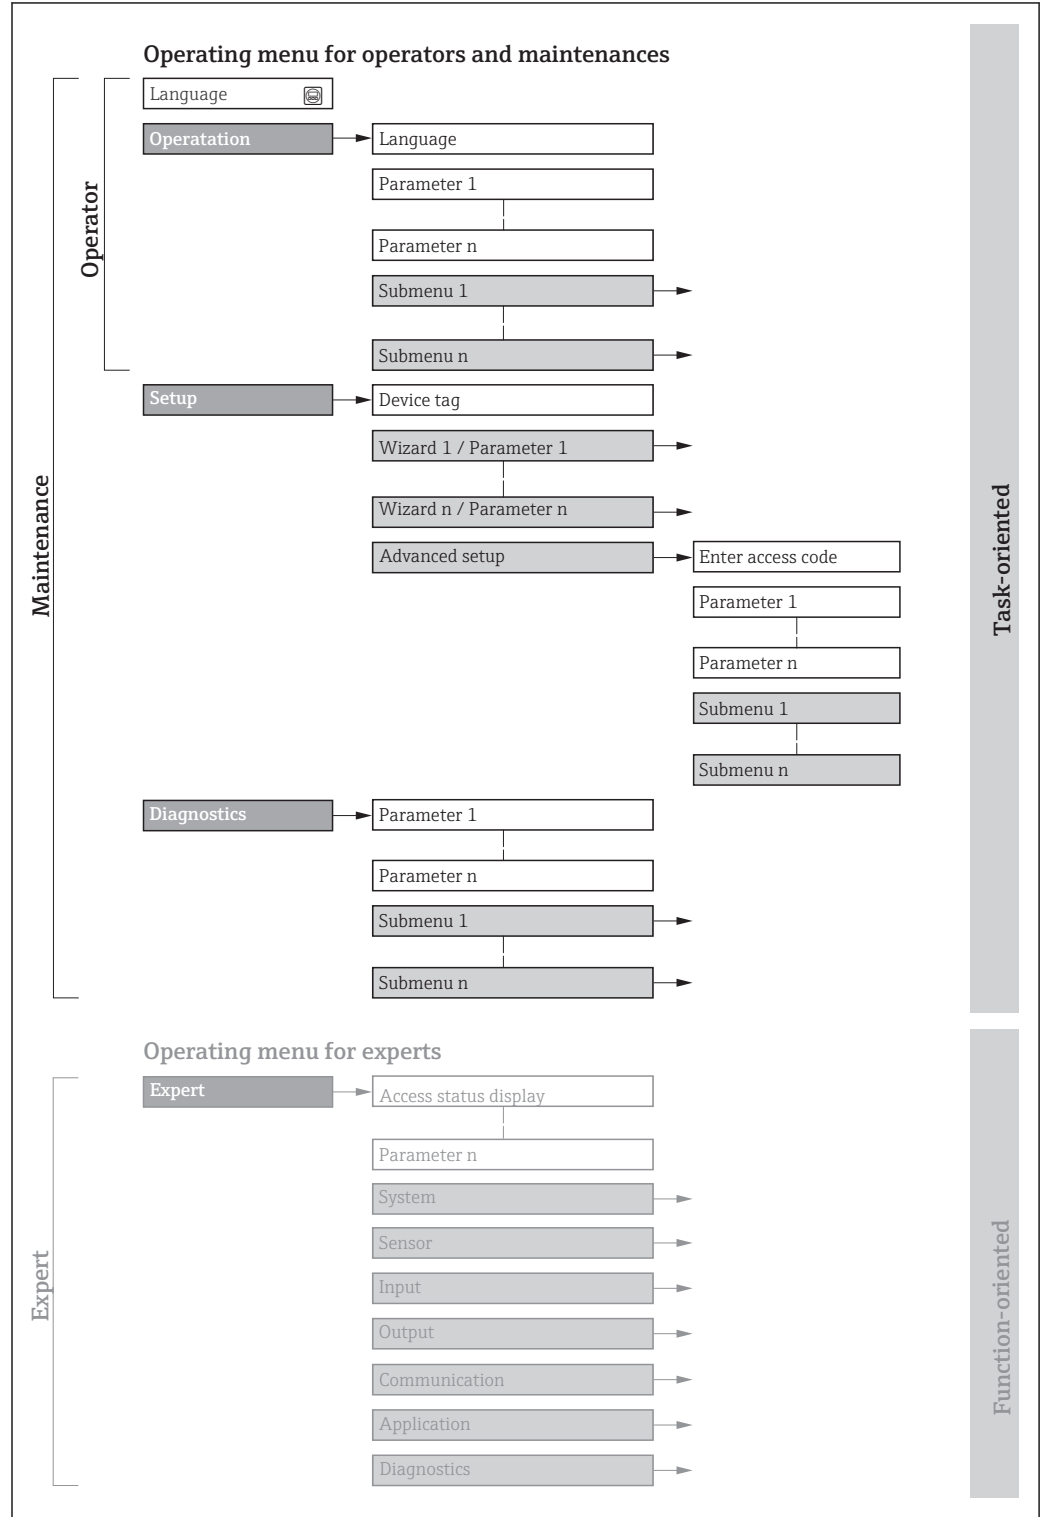 Operating menu for operators and maintenances
Language
Operatation
Language
Parameter 1
Parameter n
Submenu 1
Submenu n
Operator
Setup
Device tag
Wizard 1 / Parameter 1
Wizard n / Parameter n
Advanced setup
Enter access code
Parameter 1
Parameter n
Submenu 1
Submenu n
Maintenance
Task-oriented
Diagnostics
Parameter 1
Parameter n
Submenu 1
Submenu n
Operating menu for experts
Expert
Access status display
Parameter n
System
Sensor
Input
Output
Communication
Application
Diagnostics
Expert
Function-oriented